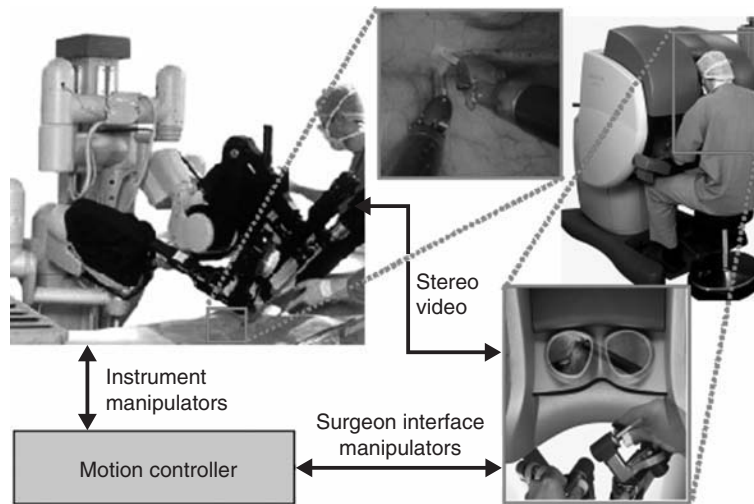 Stereo
video
Instrument
manipulators
Surgeon interface
manipulators
Motion controller